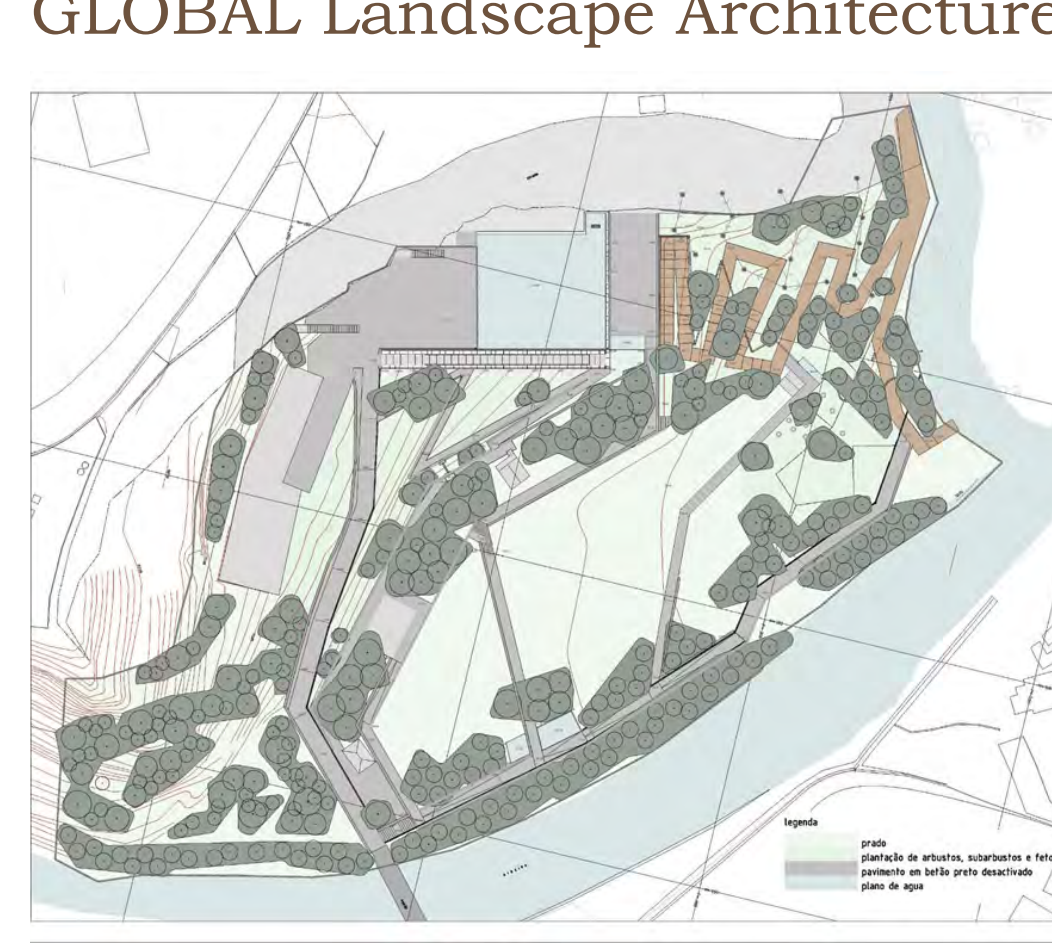 GLOBAL Landscape Architecture
legenda
prado
plantação de arbustos, subarbustos e feto
pavimento em betão preto desactivado
plano de agua